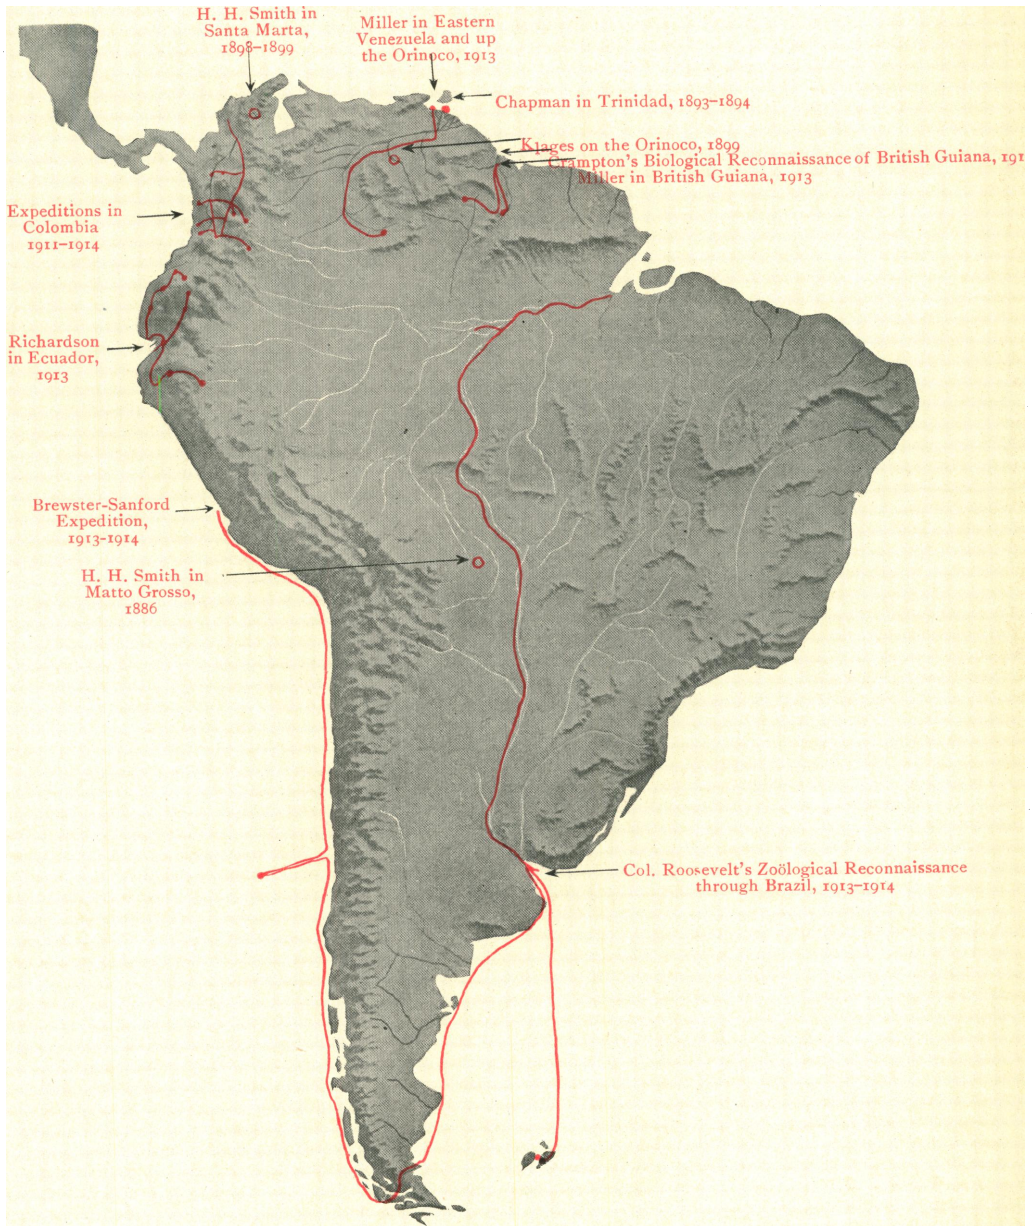 H. H. Smith in
Santa Marta,
1898–1899
Miller in Eastern
Venezuela and up
the Orinoco, 1913
Chapman in Trinidad, 1893–1894
Klages on the Orinoco, 1899
Crampton's Biological Reconnaissance of British Guiana, 191
Miller in British Guiana, 1913
Expeditions in
Colombia
1911–1914
Richardson
in Ecuador,
1913
Brewster-Sanford
Expedition,
1913-1914
H. H. Smith in
Matto Grosso,
1886
Col. Roosevelt's Zoölogical Reconnaissance
through Brazil, 1913–1914